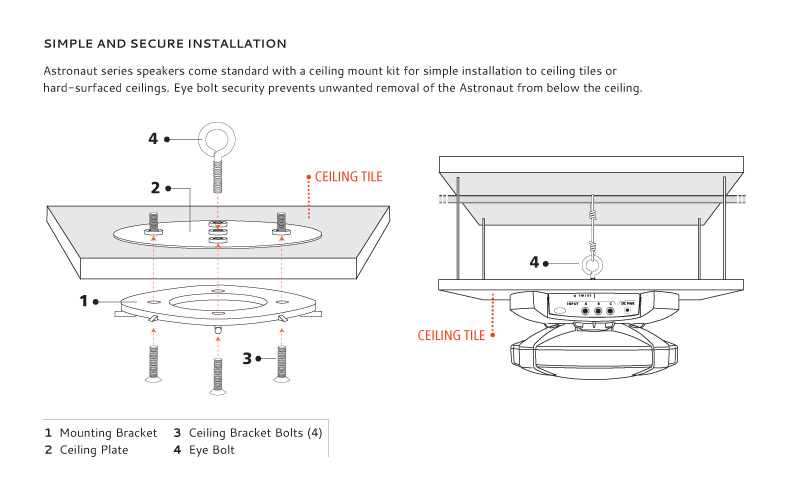 SIMPLE AND SECURE INSTALLATION
Astronaut series speakers come standard with a ceiling mount kit for simple installation to ceiling tiles or
hard-surfaced ceilings. Eye bolt security prevents unwanted removal of the Astronaut from below the ceiling.
4
CEILING TILE
2
1
3
4
TWIST
INPUT A B C DC PWR
CEILING TILE
1 Mounting Bracket 3 Ceiling Bracket Bolts (4)
2 Ceiling Plate 4 Eye Bolt